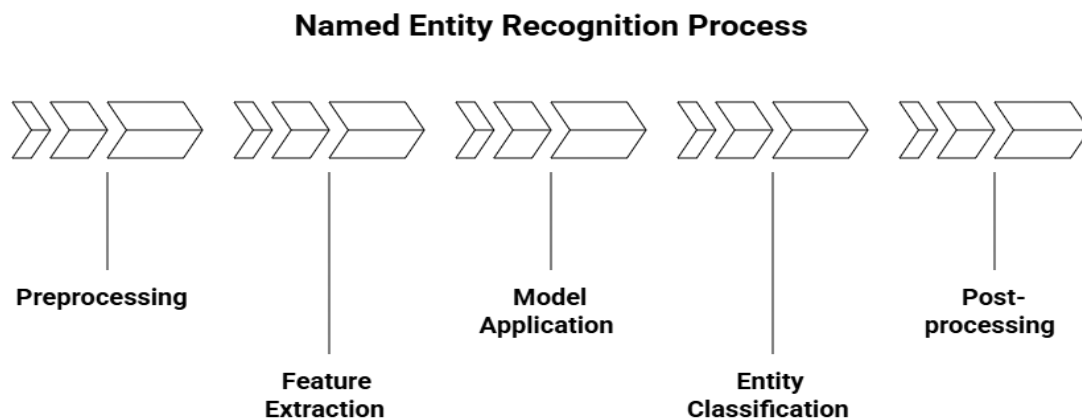 Named Entity Recognition Process
Preprocessing
Feature
Extraction
Model
Application
Entity
Classification
Post-
processing